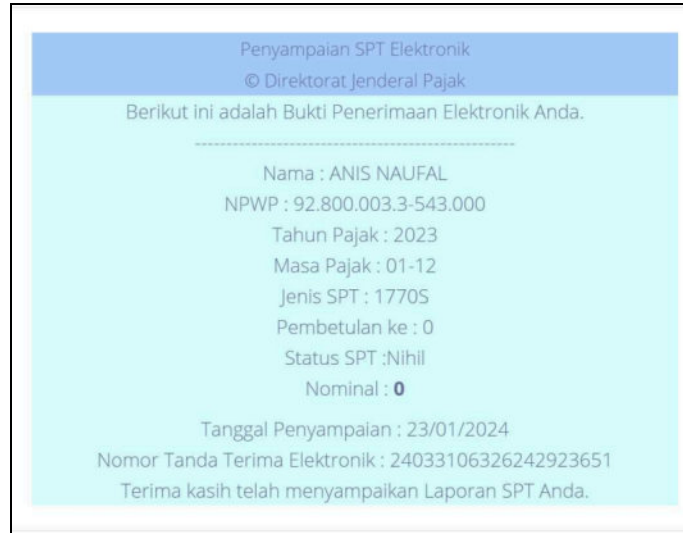 Penyampaian SPT Elektronik
© Direktorat Jenderal Pajak
Berikut ini adalah Bukti Penerimaan Elektronik Anda.
---------------------------------------------------
Nama : ANIS NAUFAL
NPWP : 92.800.003.3-543.000
Tahun Pajak : 2023
Masa Pajak : 01-12
Jenis SPT : 1770S
Pembetulan ke : 0
Status SPT :Nihil
Nominal : 0
Tanggal Penyampaian : 23/01/2024
Nomor Tanda Terima Elektronik : 24033106326242923651
Terima kasih telah menyampaikan Laporan SPT Anda.